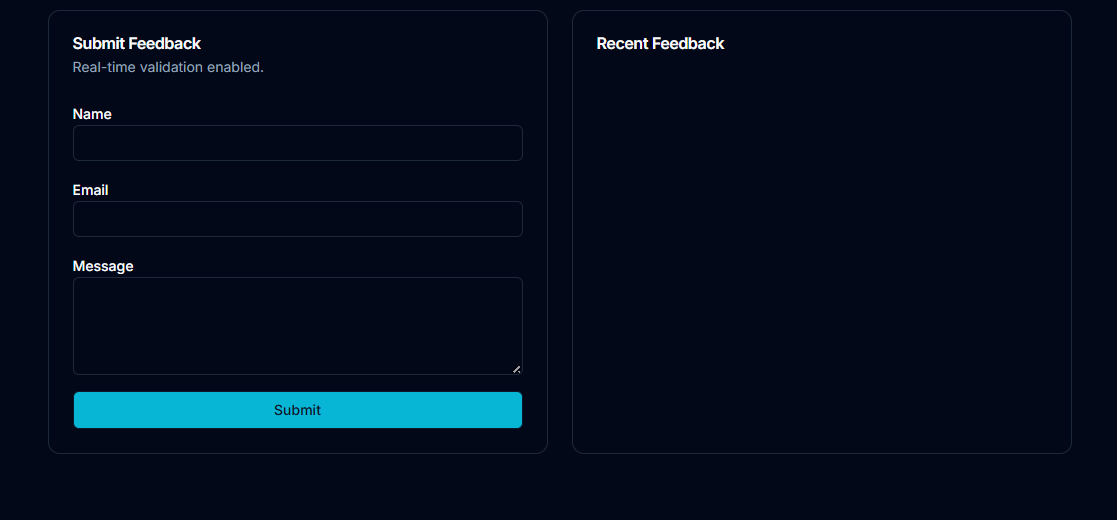 Submit Feedback
Real-time validation enabled.
Name
Email
Message
Submit
Recent Feedback